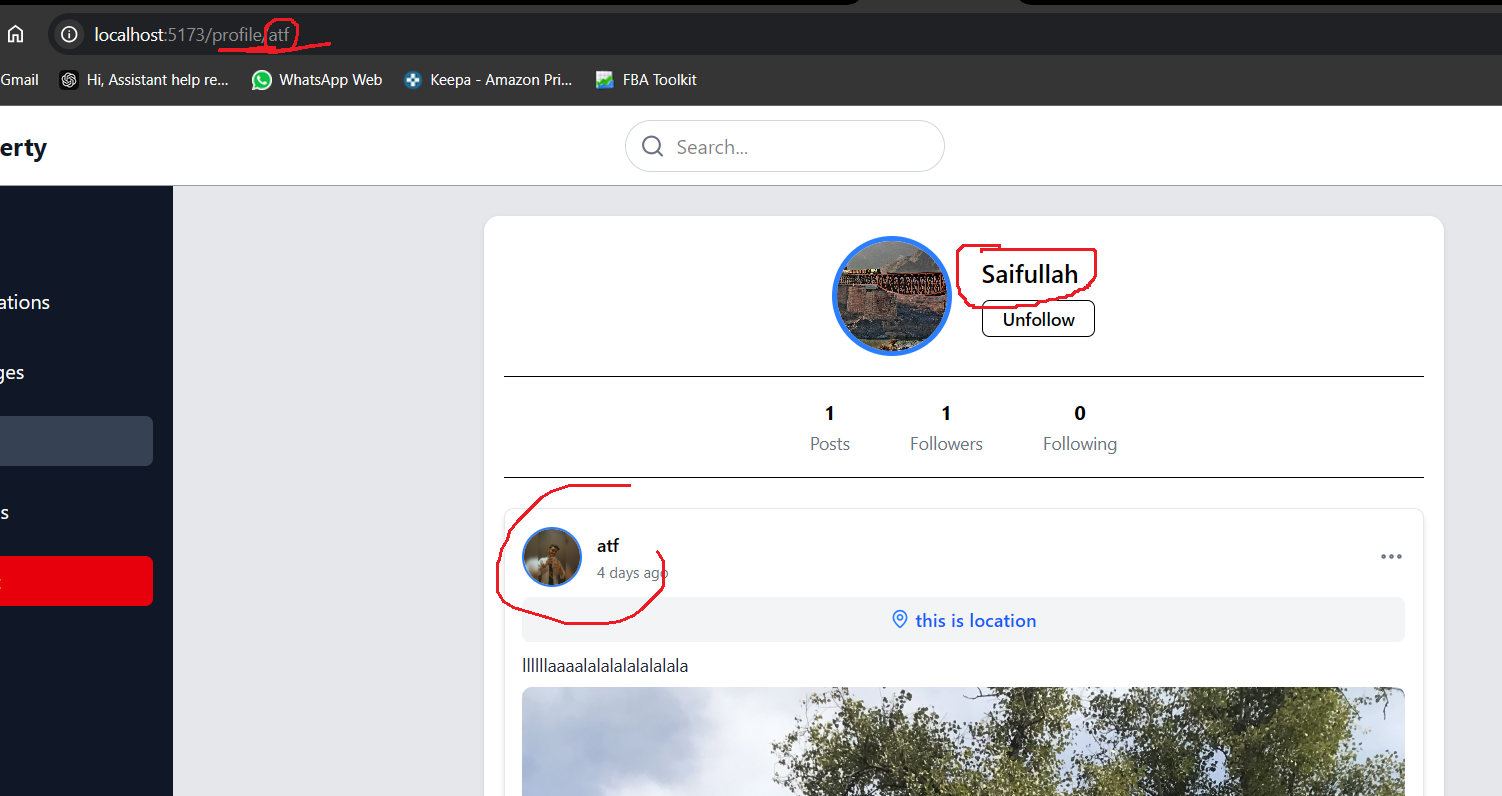 localhost:5173/profile/atf
Gmail Hi, Assistant help re... WhatsApp Web Keepa - Amazon Pri... FBA Toolkit
erty
Search...
ations
ges
s
Saifullah
Unfollow
1 1 0
Posts Followers Following
atf
4 days ago
this is location
llllllaaaalalalalalalalala